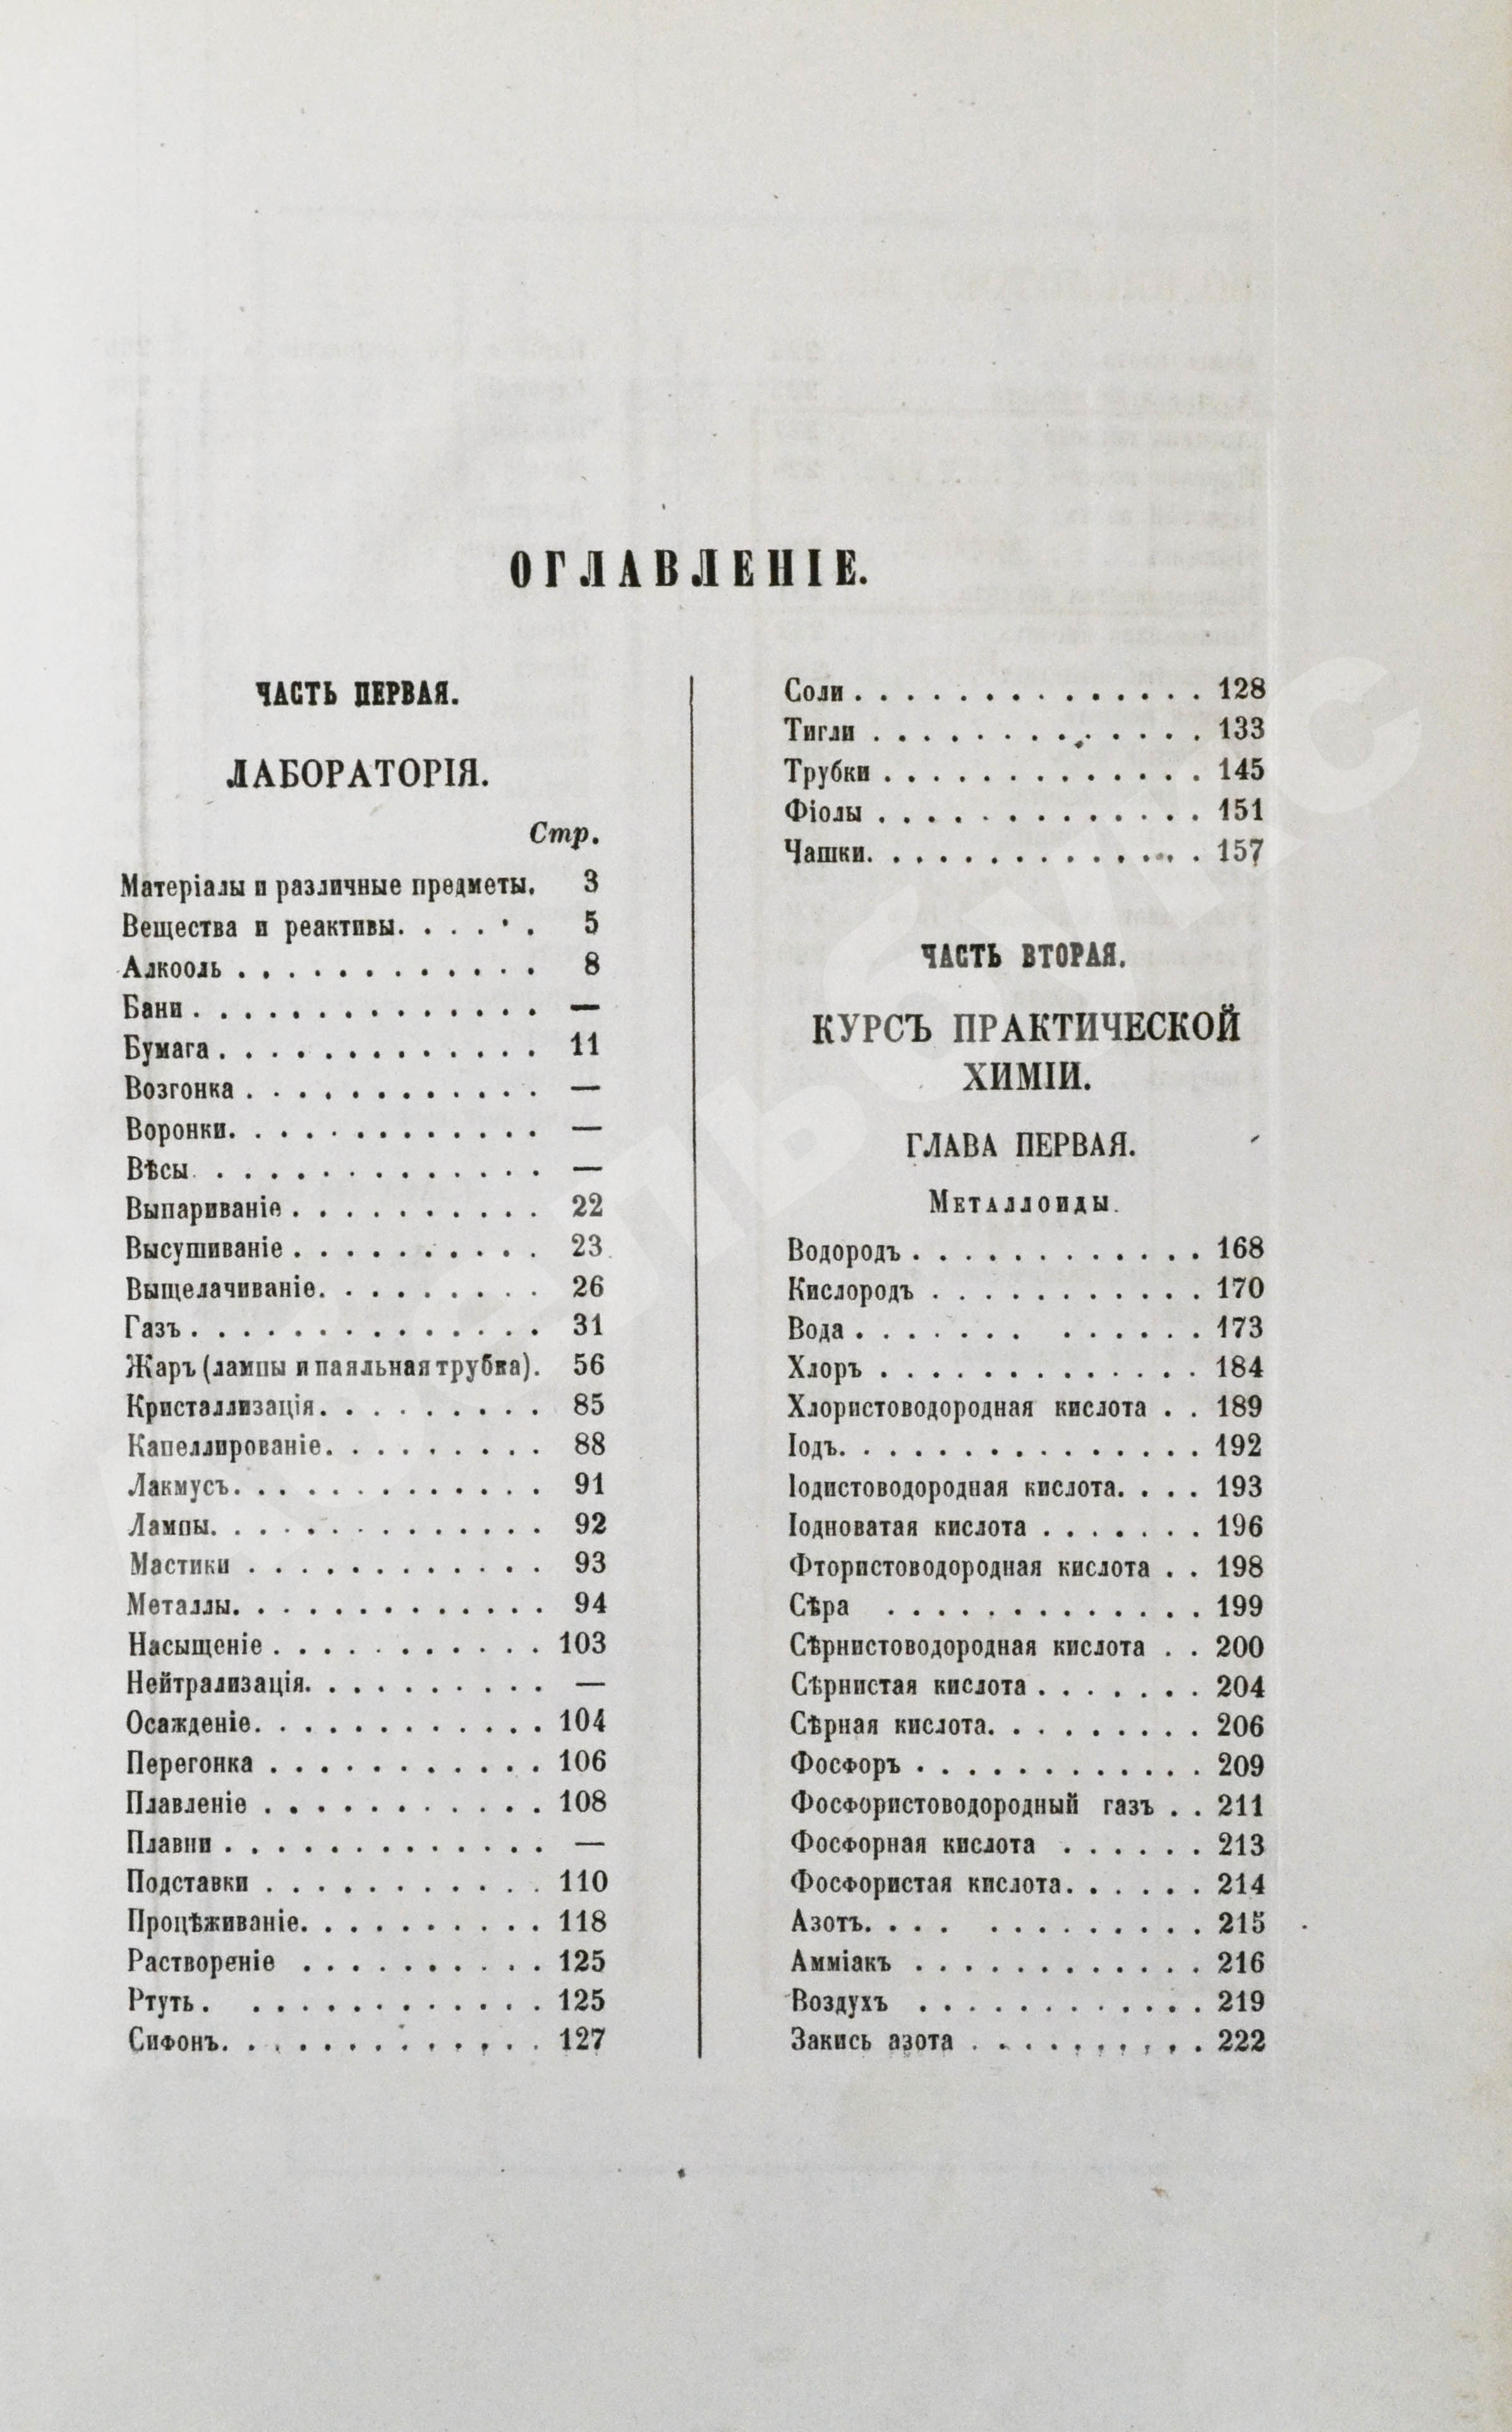 ОГЛАВЛЕНІЕ.
ЧАСТЬ ПЕРВАЯ.
ЛАБОРАТОРІЯ.
Стр.
Матеріалы и различные предметы. 3
Вещества и реактивы. . . . . . 5
Алкооль . . . . . . . . . . . . 8
Бани . . . . . . . . . . . . . . —
Бумага . . . . . . . . . . . . . 11
Возгонка . . . . . . . . . . . . —
Воронки. . . . . . . . . . . . . —
Вѣсы . . . . . . . . . . . . . . —
Выпариваніе . . . . . . . . . . 22
Высушиваніе . . . . . . . . . . 23
Выщелачиваніе. . . . . . . . . 26
Газъ . . . . . . . . . . . . . . 31
Жаръ (лампы и паяльная трубка). 56
Кристаллизація. . . . . . . . . 85
Капеллированіе. . . . . . . . . 88
Лакмусъ. . . . . . . . . . . . . 91
Лампы. . . . . . . . . . . . . . 92
Мастики . . . . . . . . . . . . 93
Металлы. . . . . . . . . . . . . 94
Насыщеніе . . . . . . . . . . . 103
Нейтрализація. . . . . . . . . . —
Осажденіе. . . . . . . . . . . . 104
Перегонка . . . . . . . . . . . 106
Плавленіе . . . . . . . . . . . 108
Плавни . . . . . . . . . . . . . —
Подставки . . . . . . . . . . . 110
Процѣживаніе. . . . . . . . . . 118
Раствореніе . . . . . . . . . . 125
Ртуть . . . . . . . . . . . . . 125
Сифонъ. . . . . . . . . . . . . 127
Соли . . . . . . . . . . . . . . 128
Тигли . . . . . . . . . . . . . 133
Трубки . . . . . . . . . . . . . 145
Фіолы . . . . . . . . . . . . . 151
Чашки. . . . . . . . . . . . . . 157
ЧАСТЬ ВТОРАЯ.
КУРСЪ ПРАКТИЧЕСКОЙ
ХИМІИ.
ГЛАВА ПЕРВАЯ.
Металлоиды.
Водородъ . . . . . . . . . . . . 168
Кислородъ . . . . . . . . . . . 170
Вода . . . . . . . . . . . . . 173
Хлоръ . . . . . . . . . . . . . 184
Хлористоводородная кислота . . 189
Іодъ. . . . . . . . . . . . . . . 192
Іодистоводородная кислота. . . . 193
Іодноватая кислота . . . . . . . 196
Фтористоводородная кислота . . 198
Сѣра . . . . . . . . . . . . . 199
Сѣрнистоводородная кислота . . 200
Сѣрнистая кислота . . . . . . . 204
Сѣрная кислота. . . . . . . . . 206
Фосфоръ . . . . . . . . . . . . 209
Фосфористоводородный газъ . . 211
Фосфорная кислота . . . . . . 213
Фосфористая кислота. . . . . . 214
Азотъ. . . . . . . . . . . . . 215
Амміакъ . . . . . . . . . . . . 216
Воздухъ . . . . . . . . . . . . 219
Закись азота . . . . . . . . . . 222